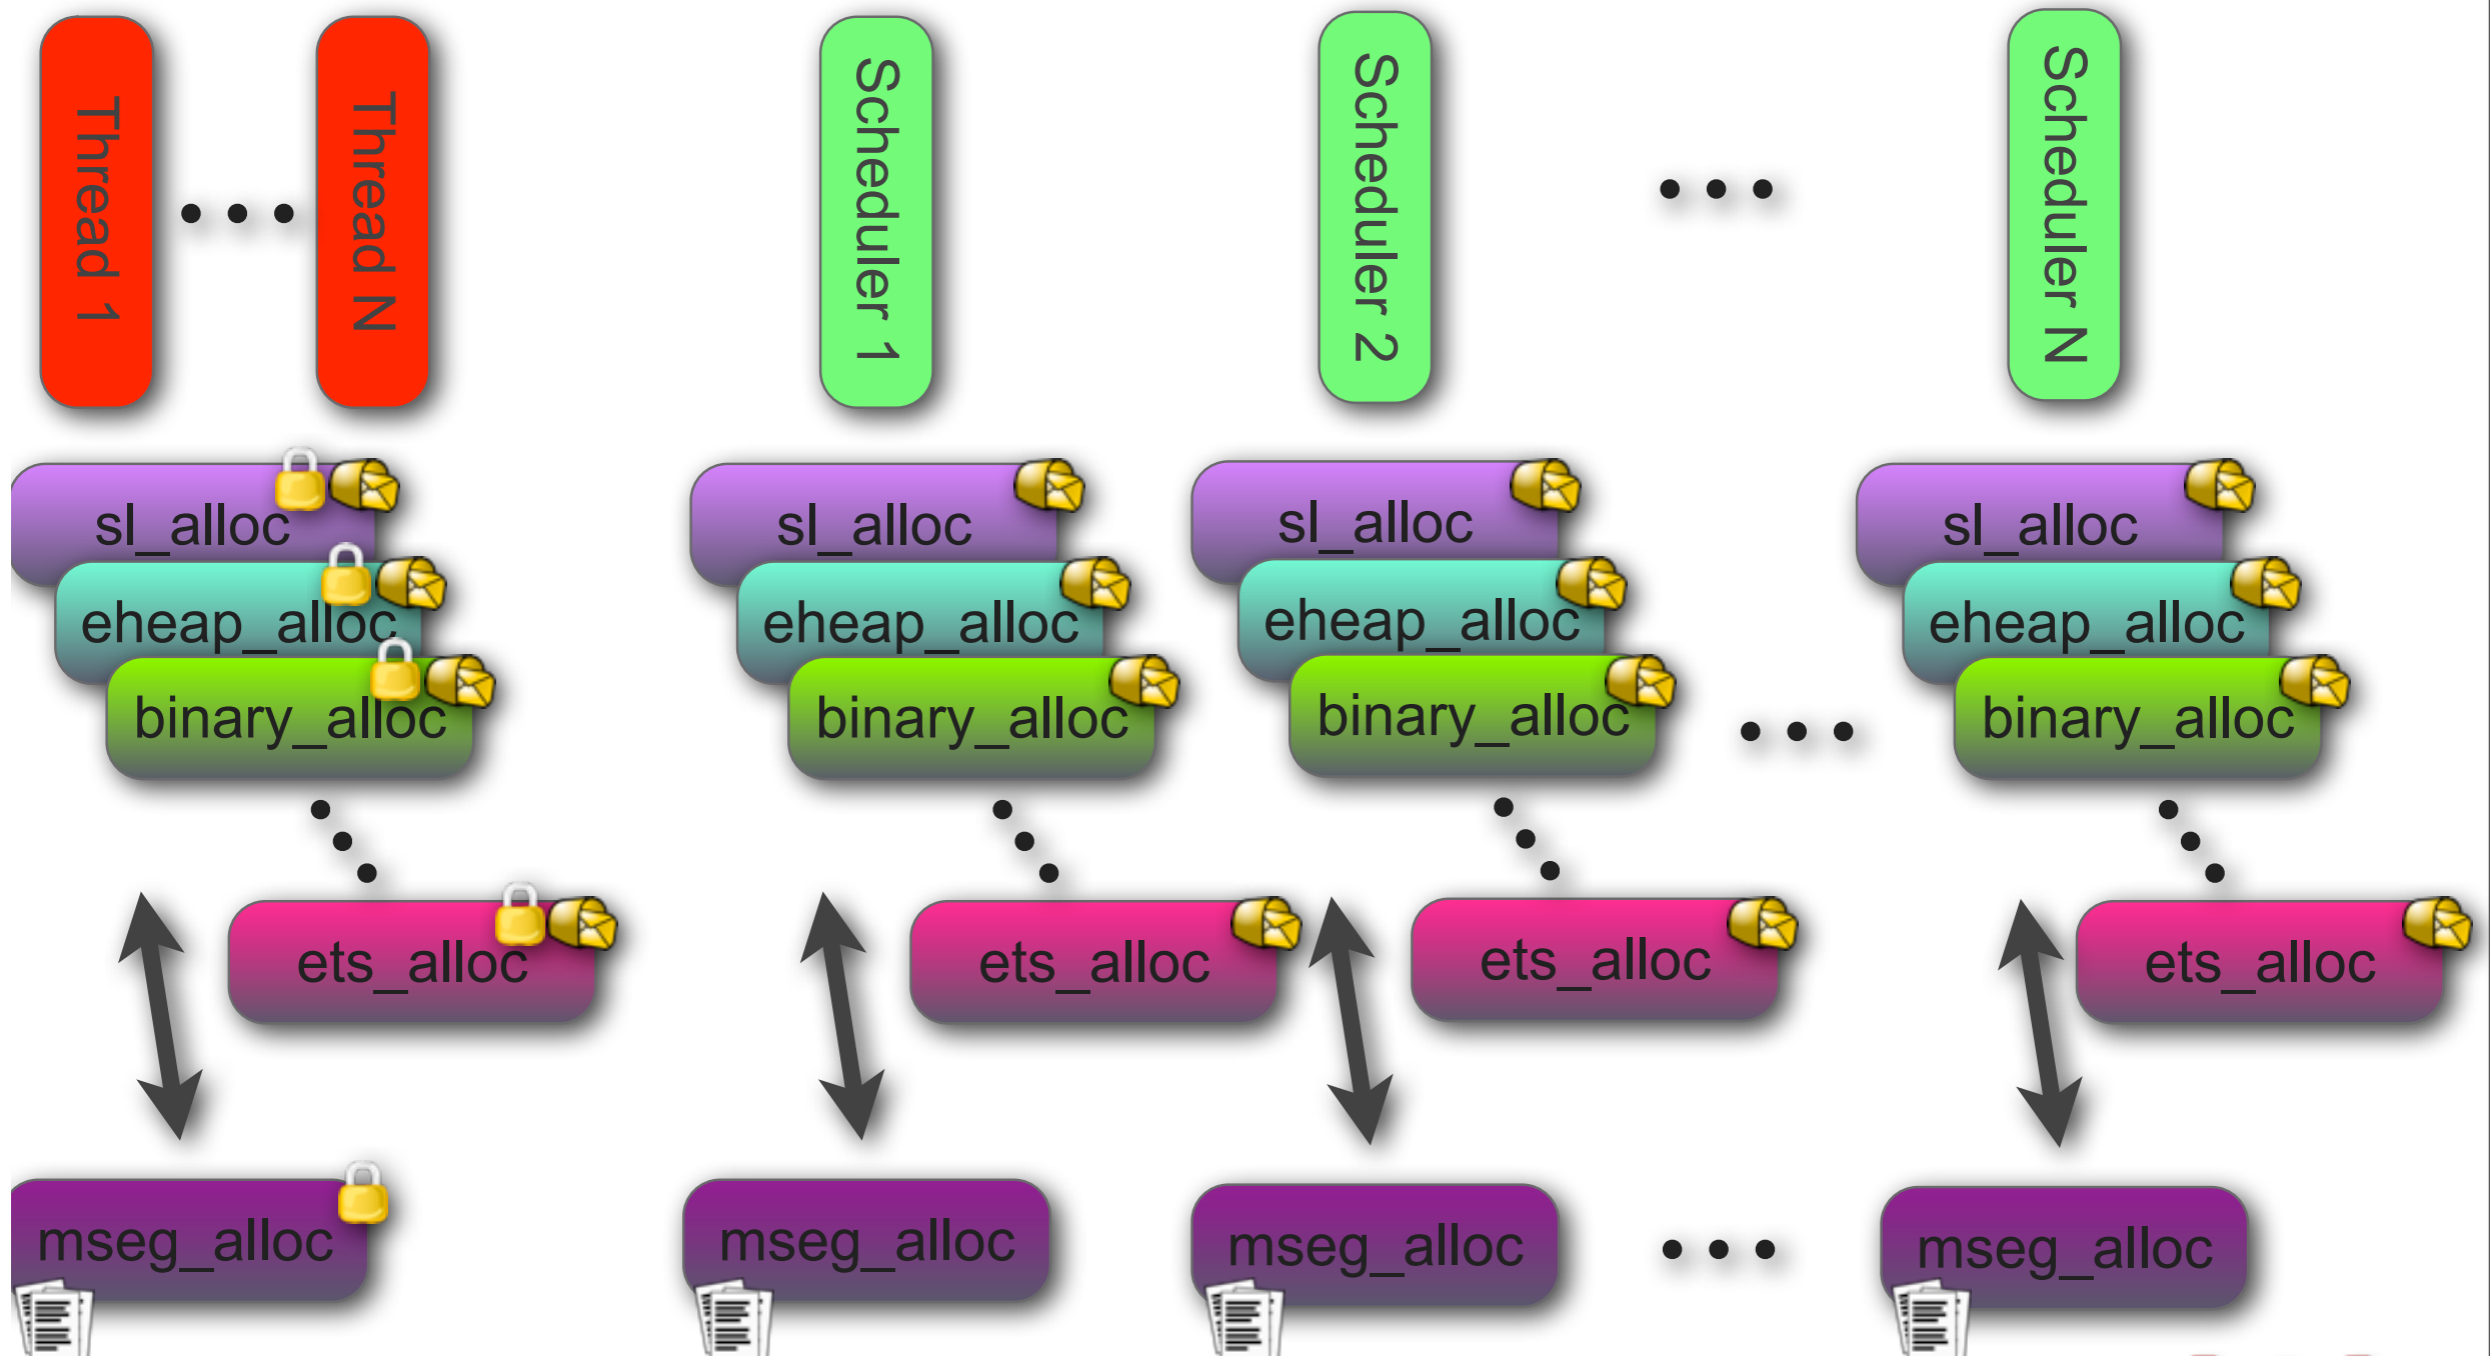 Thread 1
Thread N
Scheduler 1
Scheduler 2
Scheduler N
sl_alloc
eheap_alloc
binary_alloc
ets_alloc
mseg_alloc
sl_alloc
eheap_alloc
binary_alloc
ets_alloc
mseg_alloc
sl_alloc
eheap_alloc
binary_alloc
ets_alloc
mseg_alloc
sl_alloc
eheap_alloc
binary_alloc
ets_alloc
mseg_alloc